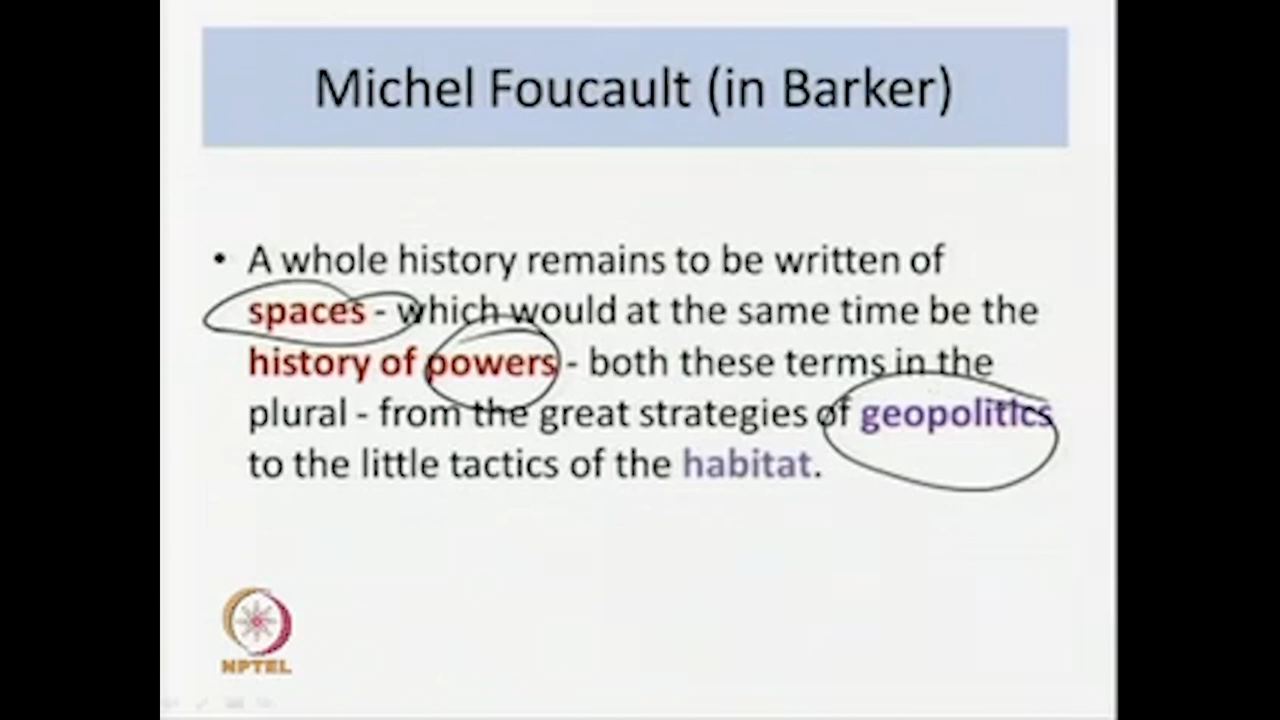 Michel Foucault (in Barker)
• A whole history remains to be written of
spaces - which would at the same time be the
history of powers - both these terms in the
plural - from the great strategies of geopolitics
to the little tactics of the habitat.
NPTEL